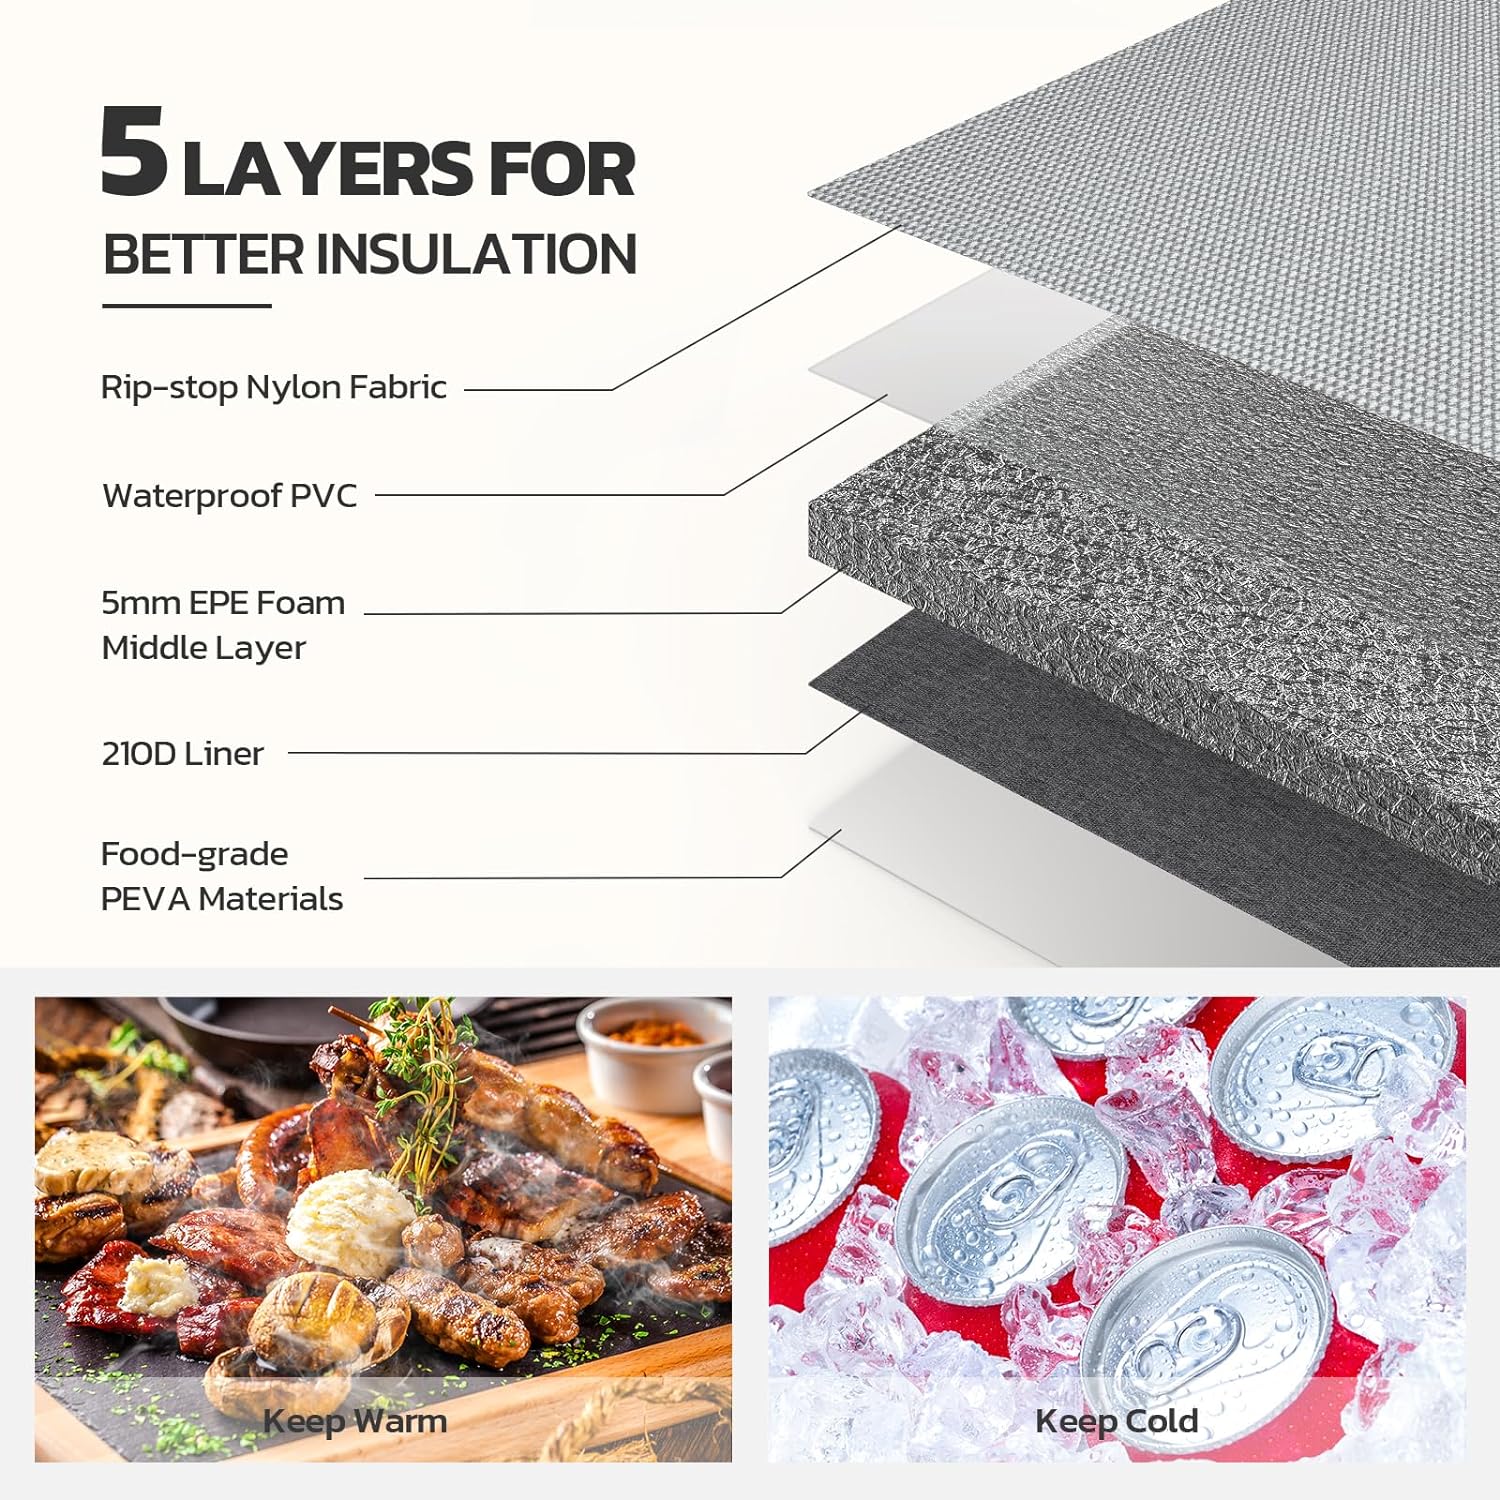 5 LAYERS FOR
BETTER INSULATION
Rip-stop Nylon Fabric
Waterproof PVC
5mm EPE Foam
Middle Layer
210D Liner
Food-grade
PEVA Materials
Keep Warm
Keep Cold